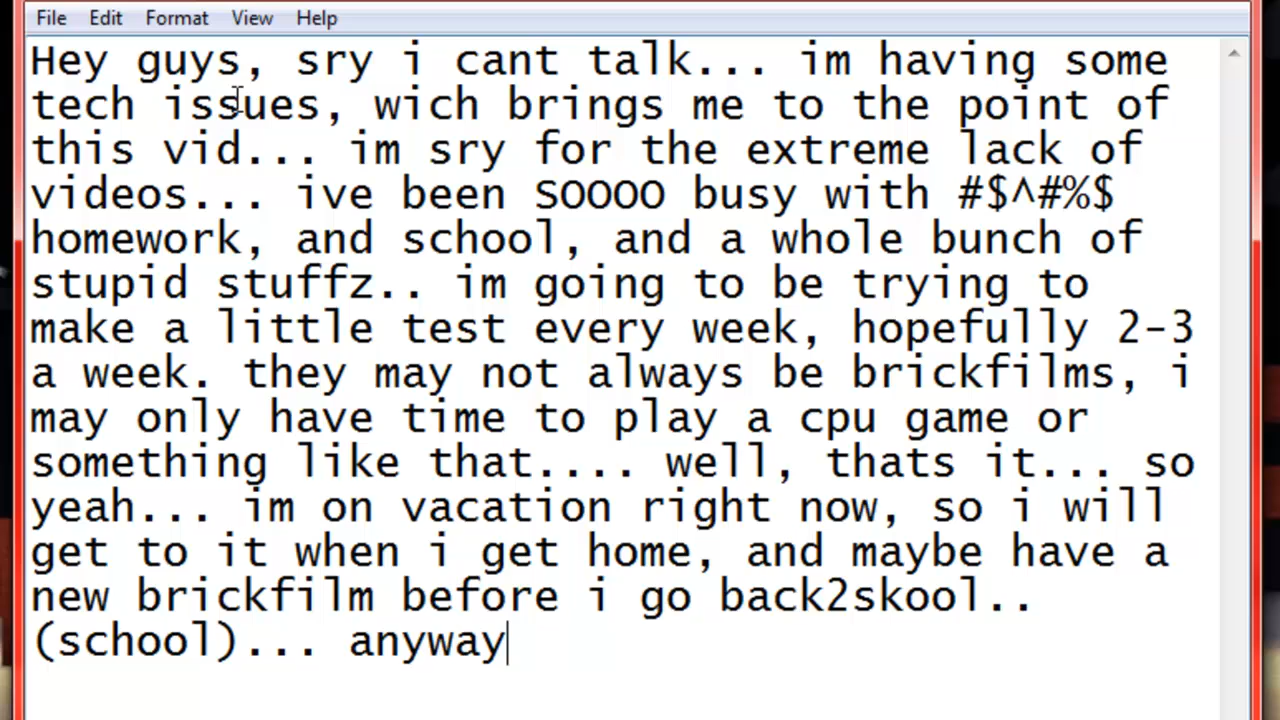 File Edit Format View Help
Hey guys, sry i cant talk... im having some
tech issues, wich brings me to the point of
this vid... im sry for the extreme lack of
videos... ive been SOOOO busy with #$^#%$
homework, and school, and a whole bunch of
stupid stuffz.. im going to be trying to
make a little test every week, hopefully 2-3
a week. they may not always be brickfilms, i
may only have time to play a cpu game or
something like that.... well, thats it... so
yeah... im on vacation right now, so i will
get to it when i get home, and maybe have a
new brickfilm before i go back2skool..
(school)... anyway